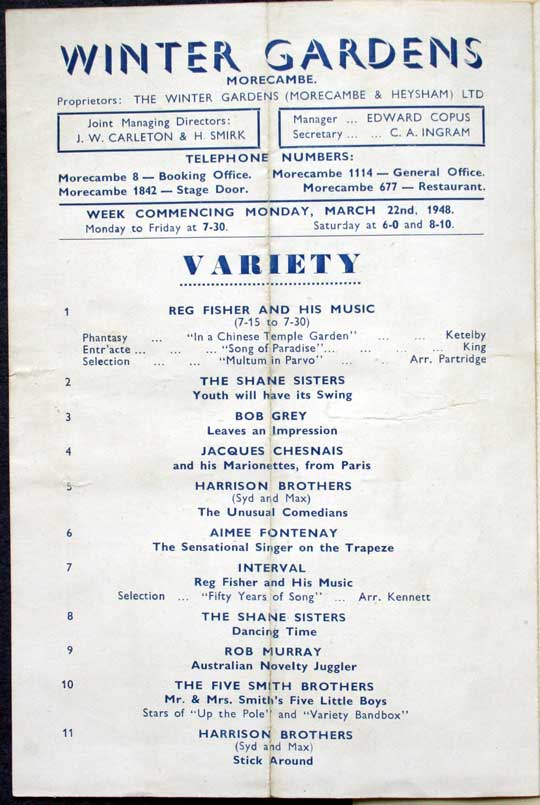 WINTER GARDENS
MORECAMBE.
Proprietors: THE WINTER GARDENS (MORECAMBE & HEYSHAM) LTD
Joint Managing Directors:
J. W. CARLETON & H. SMIRK
Manager ... EDWARD COPUS
Secretary ... ... C. A. INGRAM
TELEPHONE NUMBERS:
Morecambe 8 — Booking Office. Morecambe 1114 — General Office.
Morecambe 1842 — Stage Door. Morecambe 677 — Restaurant.
WEEK COMMENCING MONDAY, MARCH 22nd, 1948.
Monday to Friday at 7-30. Saturday at 6-0 and 8-10.
VARIETY
1 REG FISHER AND HIS MUSIC
(7-15 to 7-30)
Phantasy ... "In a Chinese Temple Garden" ... ... Ketelby
Entr'acte ... ... "Song of Paradise"... ... ... ... King
Selection ... ... "Multum in Parvo" ... ... Arr. Partridge
2 THE SHANE SISTERS
Youth will have its Swing
3 BOB GREY
Leaves an Impression
4 JACQUES CHESNAIS
and his Marionettes, from Paris
5 HARRISON BROTHERS
(Syd and Max)
The Unusual Comedians
6 AIMEE FONTENAY
The Sensational Singer on the Trapeze
7 INTERVAL
Reg Fisher and His Music
Selection ... "Fifty Years of Song" ... Arr. Kennett
8 THE SHANE SISTERS
Dancing Time
9 ROB MURRAY
Australian Novelty Juggler
10 THE FIVE SMITH BROTHERS
Mr. & Mrs. Smith's Five Little Boys
Stars of "Up the Pole" and "Variety Bandbox"
11 HARRISON BROTHERS
(Syd and Max)
Stick Around